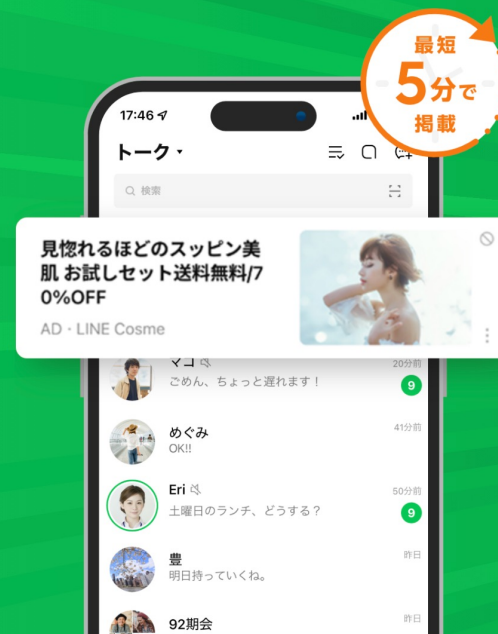 最短
5分で
掲載
17:46
トーク
検索
見惚れるほどのスッピン美
肌 お試しセット送料無料/7
0%OFF
AD・LINE Cosme
マコ
20分前
ごめん、ちょっと遅れます！
9
めぐみ
41分前
OK!!
Eri
50分前
土曜日のランチ、どうする？
9
豊
昨日
明日持っていくね。
92期会
昨日